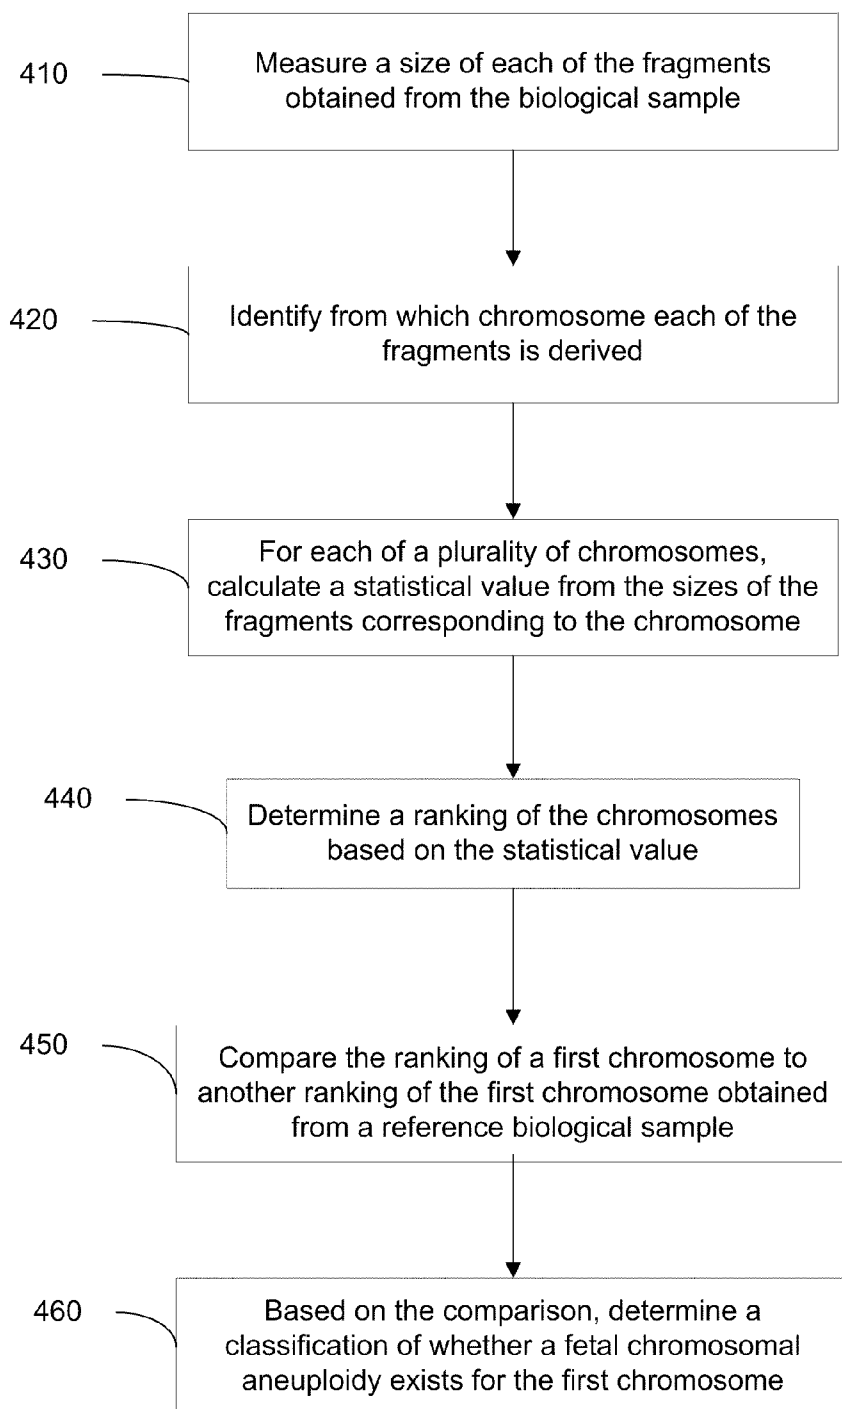 410
Measure a size of each of the fragments
obtained from the biological sample
420
Identify from which chromosome each of the
fragments is derived
430
For each of a plurality of chromosomes,
calculate a statistical value from the sizes of the
fragments corresponding to the chromosome
440
Determine a ranking of the chromosomes
based on the statistical value
450
Compare the ranking of a first chromosome to
another ranking of the first chromosome obtained
from a reference biological sample
460
Based on the comparison, determine a
classification of whether a fetal chromosomal
aneuploidy exists for the first chromosome